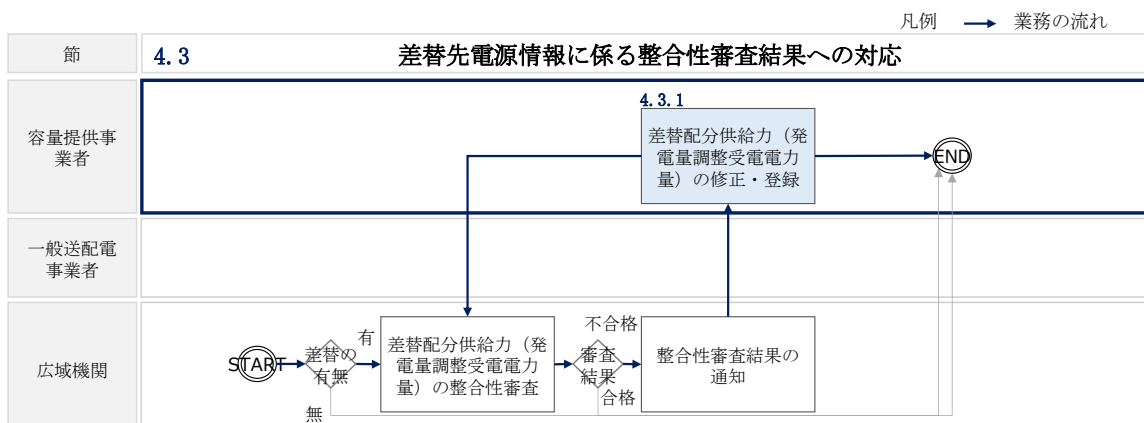 凡例 業務の流れ
節
4.3 差替先電源情報に係る整合性審査結果への対応
容量提供事
業者
4.3.1
差替配分供給力（発
電量調整受電電力
量）の修正・登録
END
一般送配電
事業者
広域機関
START
差替の
有無
有
無
差替配分供給力（発
電量調整受電電力
量）の整合性審査
審査
結果
不合格
合格
整合性審査結果の
通知